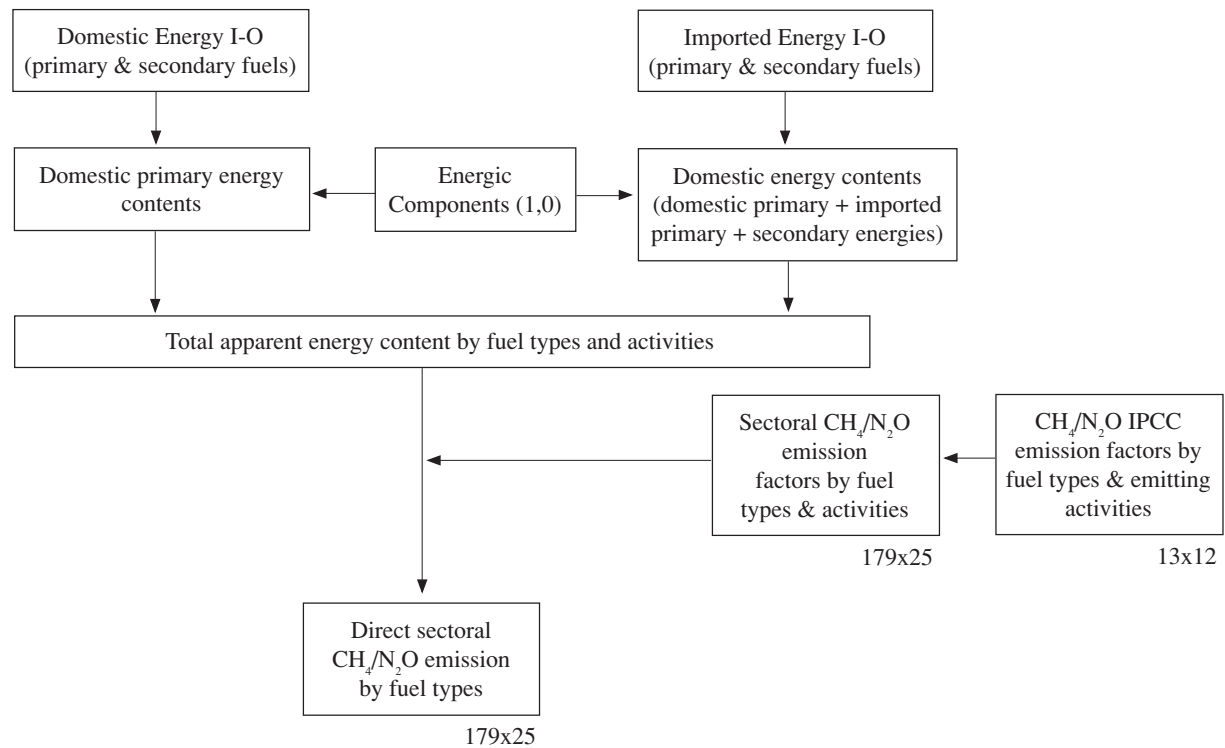 Domestic Energy I-O
(primary & secondary fuels)
Imported Energy I-O
(primary & secondary fuels)
Domestic primary energy
contents
Energic
Components (1,0)
Domestic energy contents
(domestic primary + imported
primary + secondary energies)
Total apparent energy content by fuel types and activities
Sectoral CH₄/N₂O
emission
factors by fuel
types & activities
179x25
CH₄/N₂O IPCC
emission factors by
fuel types & emitting
activities
13x12
Direct sectoral
CH₄/N₂O emission
by fuel types
179x25